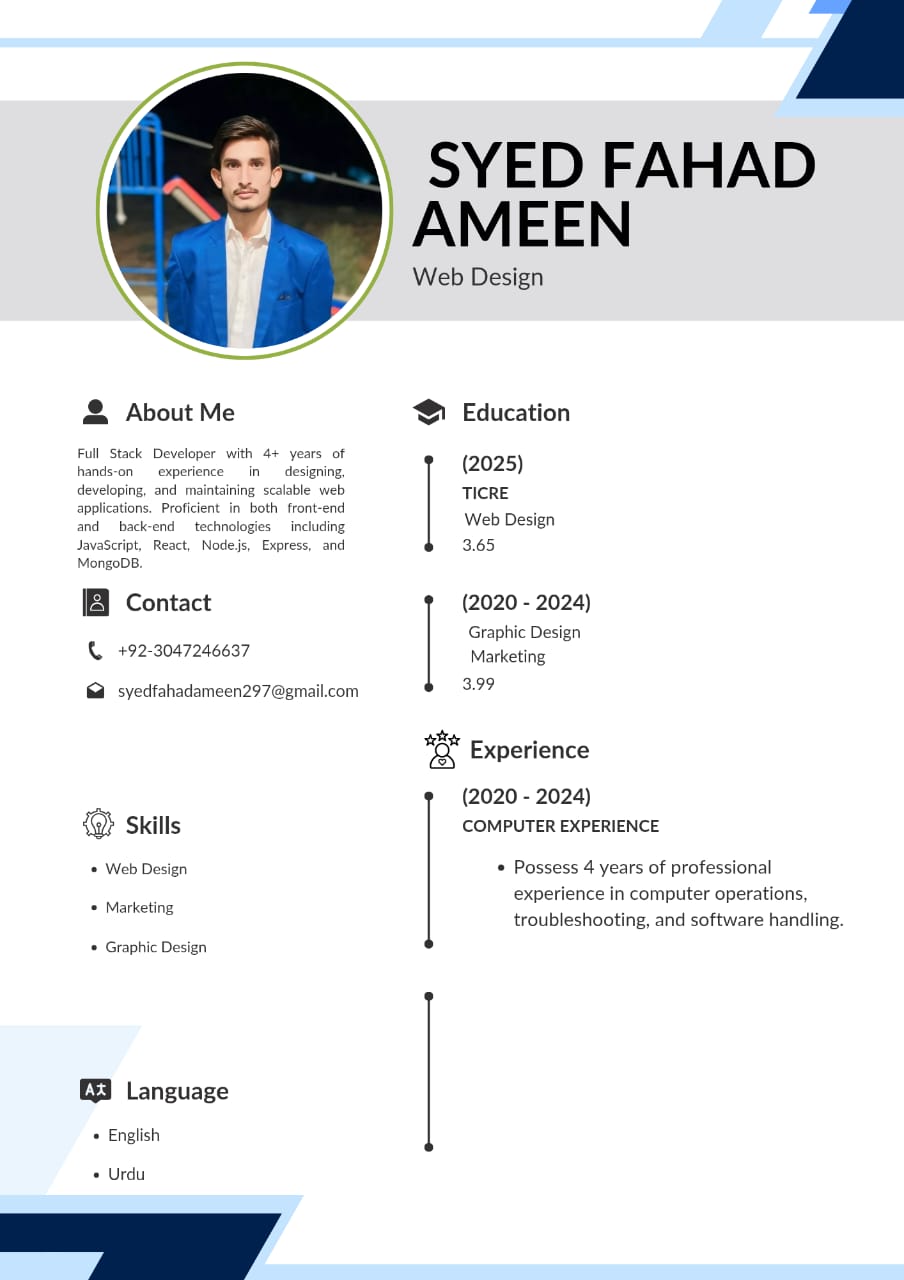 SYED FAHAD
AMEEN
Web Design
About Me
Full Stack Developer with 4+ years of
hands-on experience in designing,
developing, and maintaining scalable web
applications. Proficient in both front-end
and back-end technologies including
JavaScript, React, Node.js, Express, and
MongoDB.
Contact
+92-3047246637
syedfahadameen297@gmail.com
Skills
• Web Design
• Marketing
• Graphic Design
Language
• English
• Urdu
Education
(2025)
TICRE
Web Design
3.65
(2020 - 2024)
Graphic Design
Marketing
3.99
Experience
(2020 - 2024)
COMPUTER EXPERIENCE
• Possess 4 years of professional
experience in computer operations,
troubleshooting, and software handling.